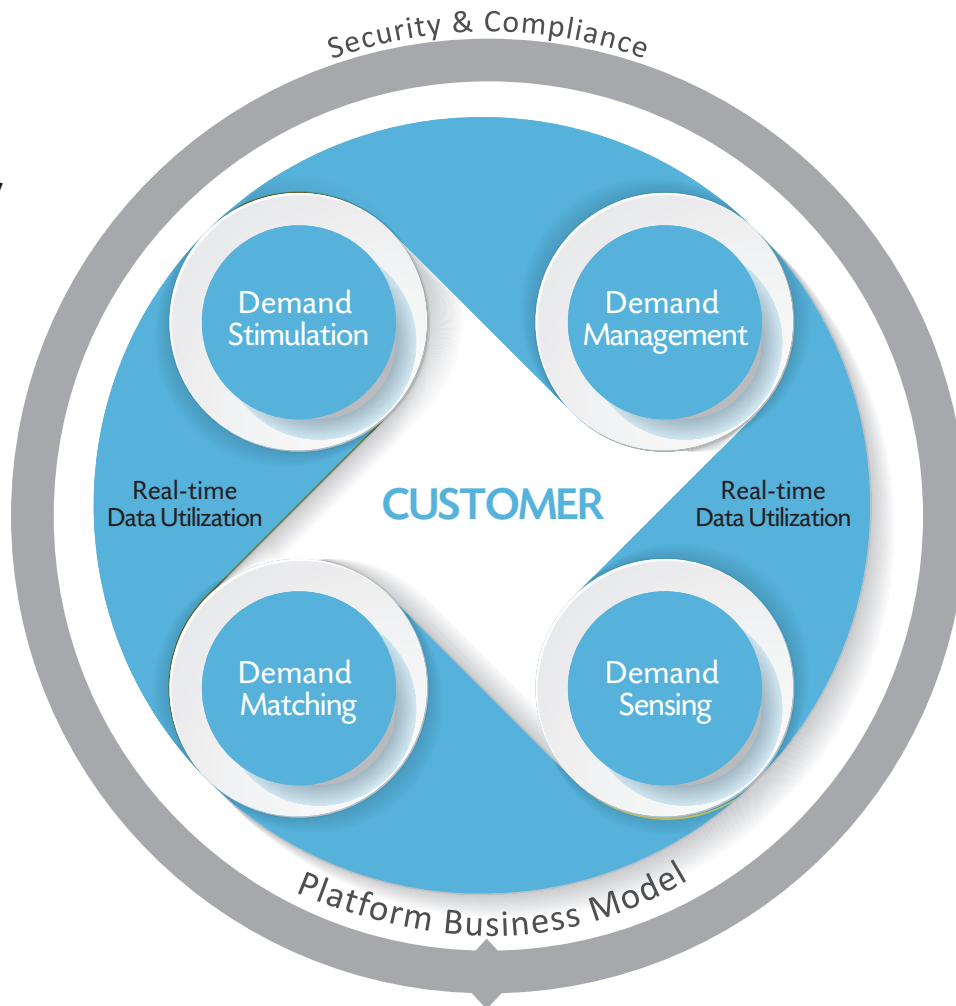 Security & Compliance
Demand
Stimulation
Demand
Management
Real-time
Data Utilization
CUSTOMER
Real-time
Data Utilization
Demand
Matching
Demand
Sensing
Platform Business Model